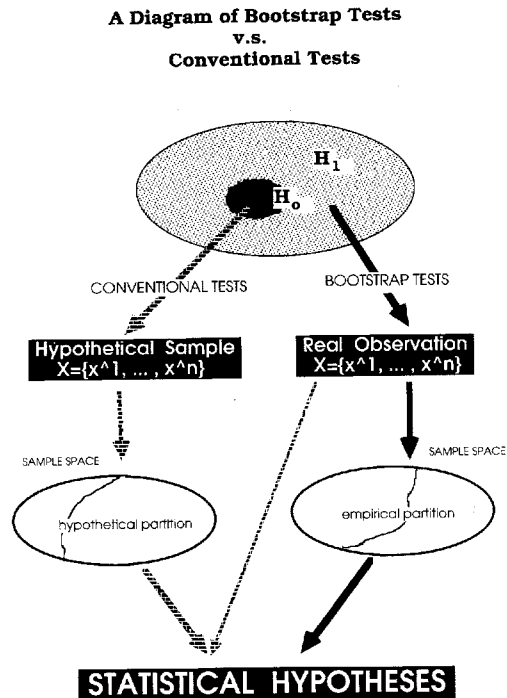 A Diagram of Bootstrap Tests
v.s.
Conventional Tests
H1
Ho
CONVENTIONAL TESTS
BOOTSTRAP TESTS
Hypothetical Sample
X={x^1, ... , x^n}
Real Observation
X={x^1, ... , x^n}
SAMPLE SPACE
SAMPLE SPACE
hypothetical partition
empirical partition
STATISTICAL HYPOTHESES